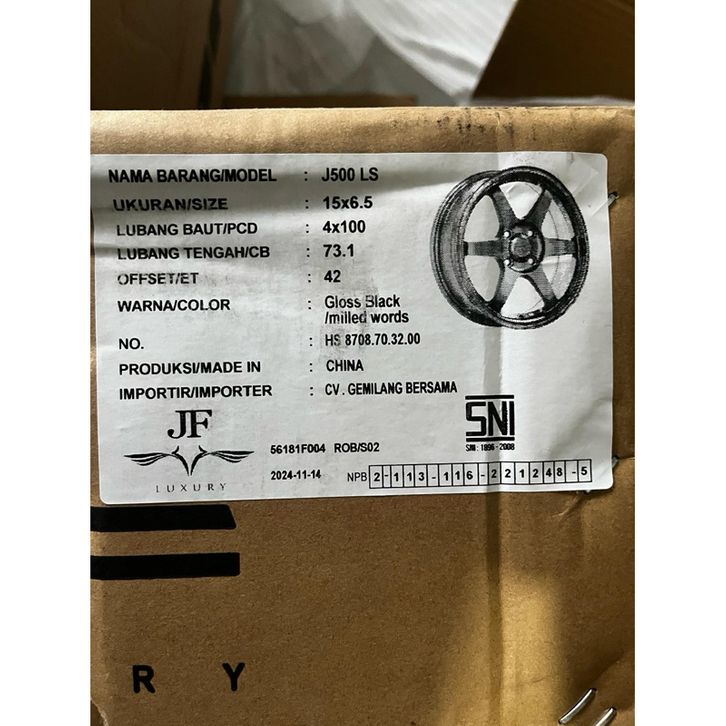 NAMA BARANG/MODEL : J500 LS
UKURAN/SIZE : 15x6.5
LUBANG BAUT/PCD : 4x100
LUBANG TENGAH/CB : 73.1
OFFSET/ET : 42
WARNA/COLOR : Gloss Black
/milled words
NO. : HS 8708.70.32.00
PRODUKSI/MADE IN : CHINA
IMPORTIR/IMPORTER : CV. GEMILANG BERSAMA
JF
LUXURY
SNI
SNI : 1896 - 2008
56181F004 ROB/S02
2024-11-14
NPB 2-113-116-221248-5
R Y